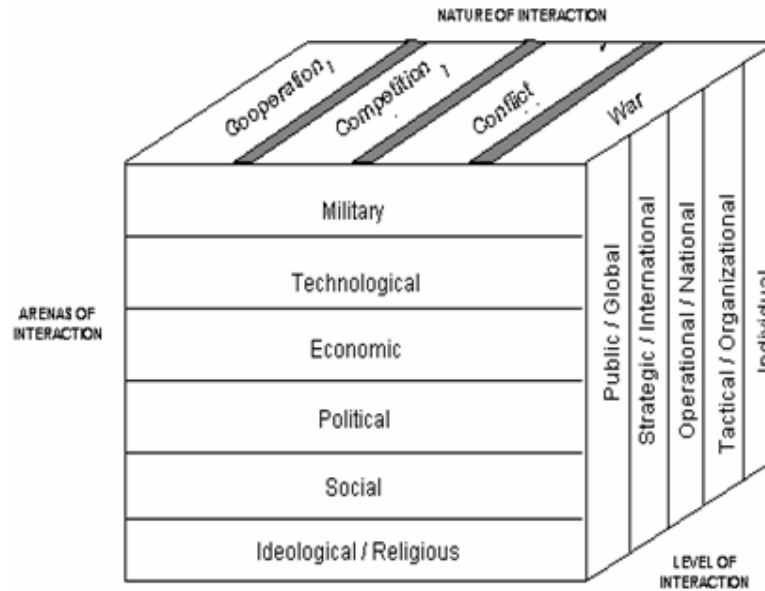 NATURE OF INTERACTION
Cooperation
Competition
Conflict
War
Military
Technological
Economic
Political
Social
Ideological / Religious
ARENAS OF
INTERACTION
Public / Global
Strategic / International
Operational / National
Tactical / Organizational
Individual
LEVEL OF
INTERACTION